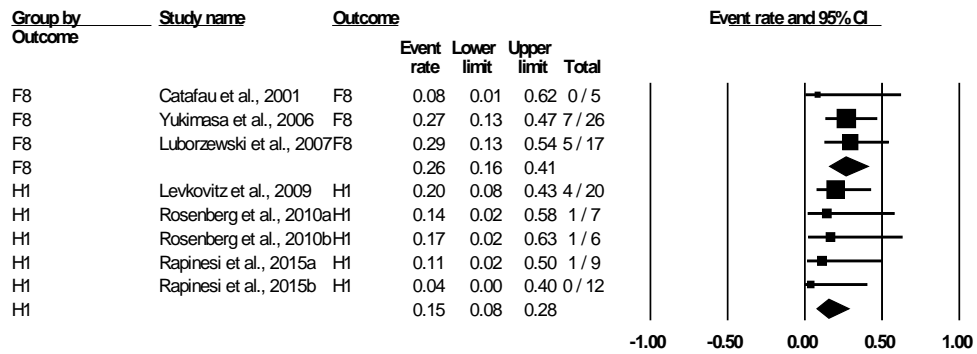 Group by Study name Outcome Event rate and 95% CI
Outcome
Event Lower Upper
rate limit limit Total
F8 Catafau et al., 2001 F8 0.08 0.01 0.62 0 / 5
F8 Yukimasa et al., 2006 F8 0.27 0.13 0.47 7 / 26
F8 Luborzewski et al., 2007 F8 0.29 0.13 0.54 5 / 17
F8 0.26 0.16 0.41
H1 Levkovitz et al., 2009 H1 0.20 0.08 0.43 4 / 20
H1 Rosenberg et al., 2010a H1 0.14 0.02 0.58 1 / 7
H1 Rosenberg et al., 2010b H1 0.17 0.02 0.63 1 / 6
H1 Rapinesi et al., 2015a H1 0.11 0.02 0.50 1 / 9
H1 Rapinesi et al., 2015b H1 0.04 0.00 0.40 0 / 12
H1 0.15 0.08 0.28
-1.00 -0.50 0.00 0.50 1.00